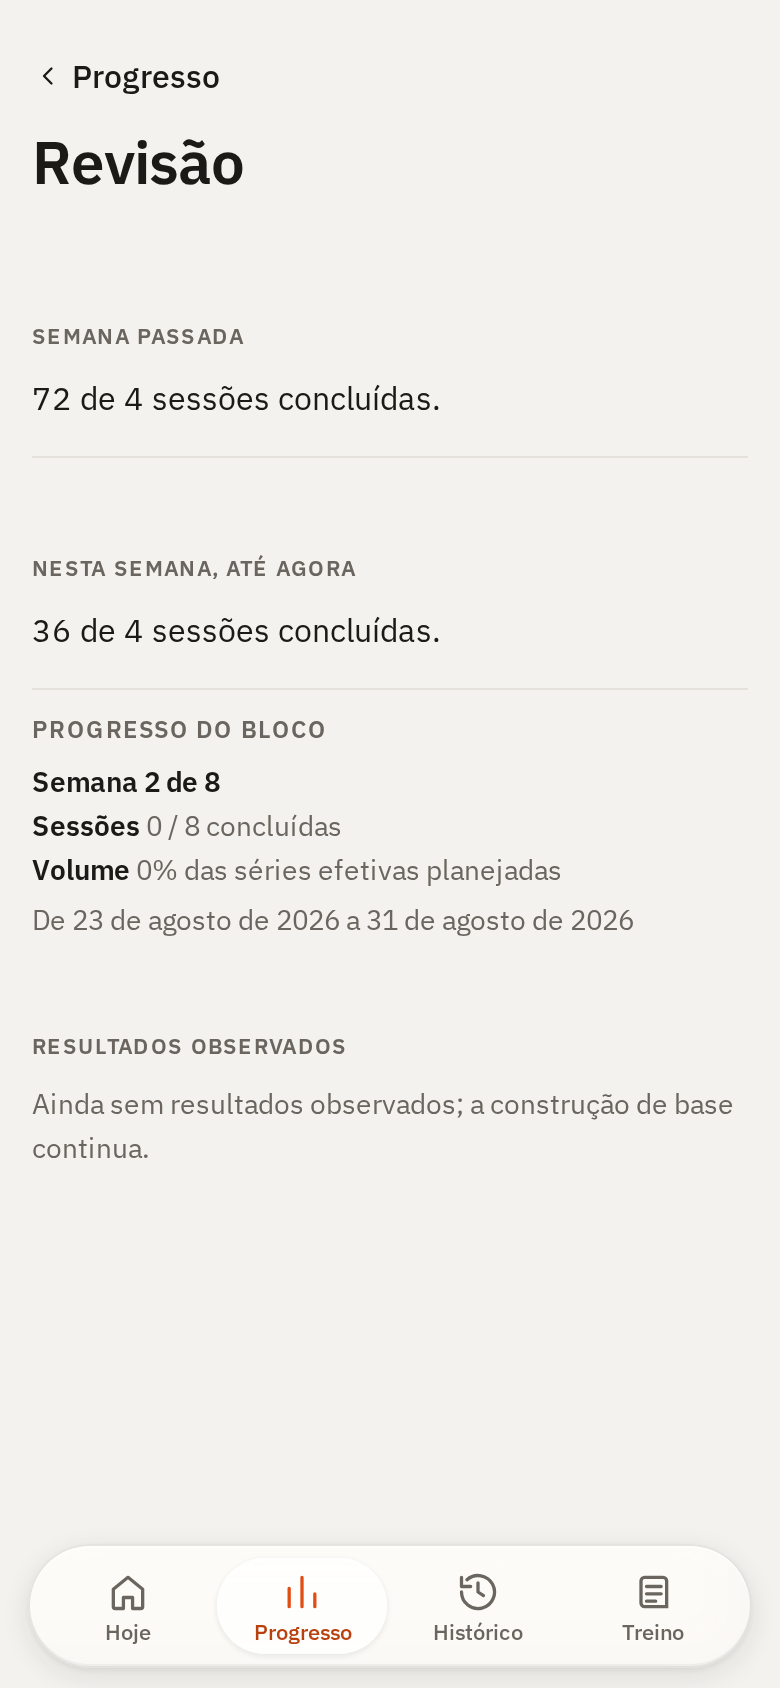 Progresso
Revisão
SEMANA PASSADA
72 de 4 sessões concluídas.
NESTA SEMANA, ATÉ AGORA
36 de 4 sessões concluídas.
PROGRESSO DO BLOCO
Semana 2 de 8
Sessões 0 / 8 concluídas
Volume 0% das séries efetivas planejadas
De 23 de agosto de 2026 a 31 de agosto de 2026
RESULTADOS OBSERVADOS
Ainda sem resultados observados; a construção de base
continua.
Hoje
Progresso
Histórico
Treino